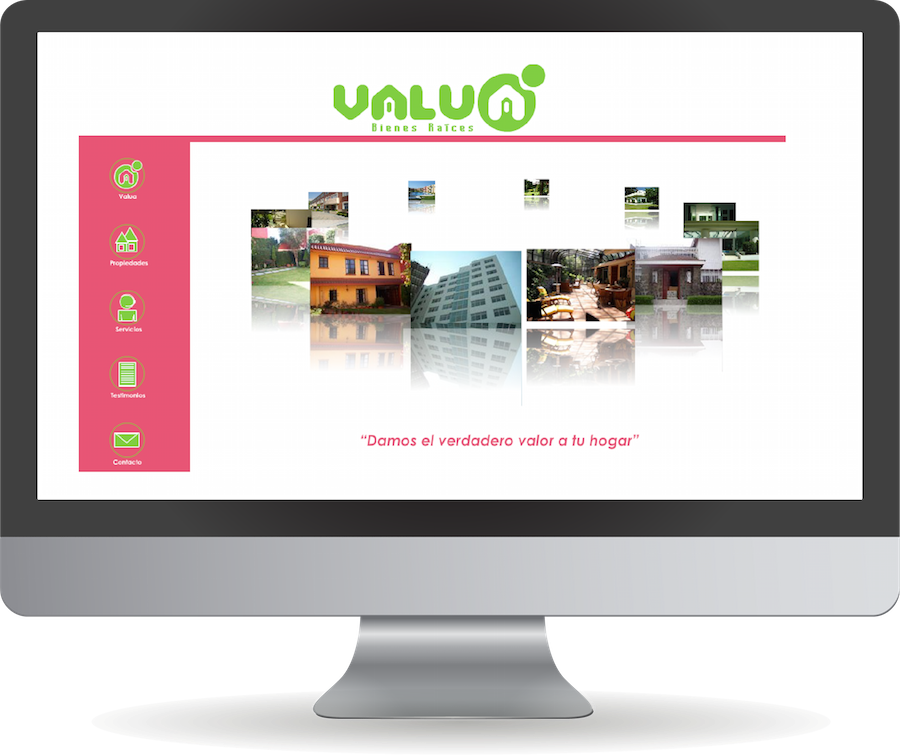 VALUA
Bienes Raíces
Valua
Propiedades
Servicios
Testimonios
Contacto
“Damos el verdadero valor a tu hogar”